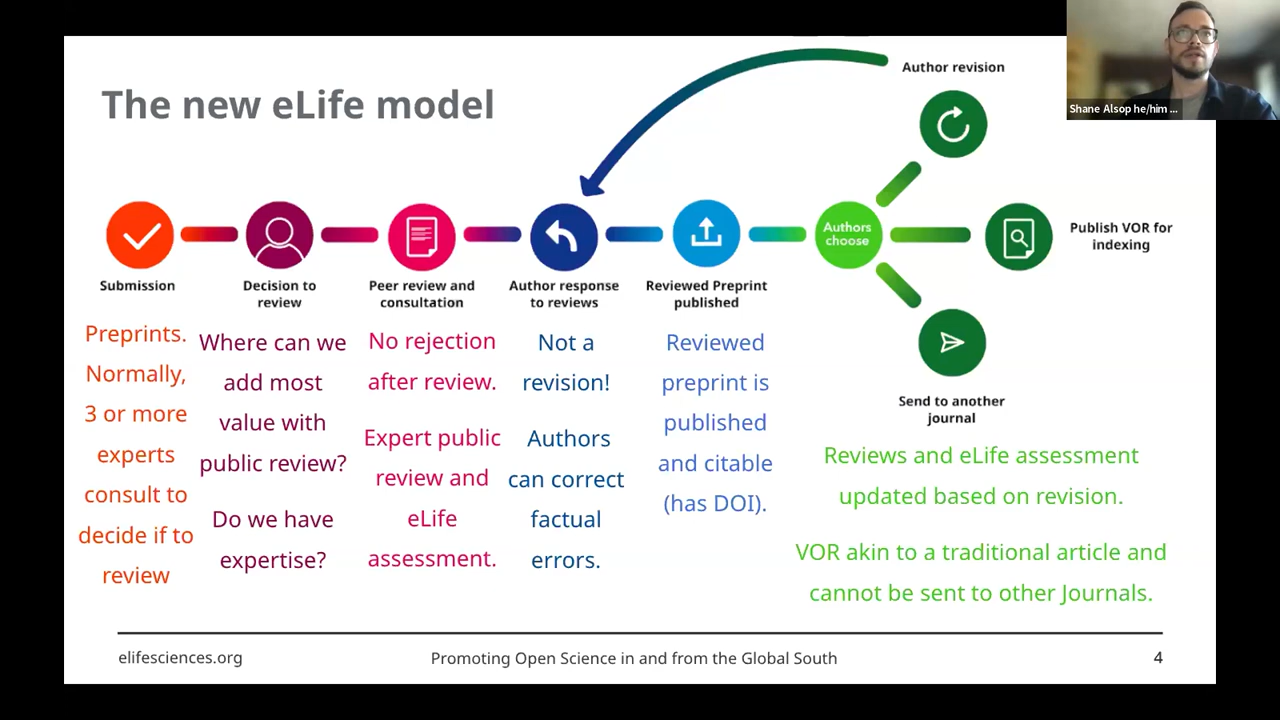 Shane Alsop he/him ...
The new eLife model
Author revision
Authors
choose
Publish VOR for
indexing
Submission
Decision to
review
Peer review and
consultation
Author response
to reviews
Reviewed Preprint
published
Send to another
journal
Preprints.
Normally,
3 or more
experts
consult to
decide if to
review
Where can we
add most
value with
public review?
Do we have
expertise?
No rejection
after review.
Expert public
review and
eLife
assessment.
Not a
revision!
Authors
can correct
factual
errors.
Reviewed
preprint is
published
and citable
(has DOI).
Reviews and eLife assessment
updated based on revision.
VOR akin to a traditional article and
cannot be sent to other Journals.
elifesciences.org
Promoting Open Science in and from the Global South
4